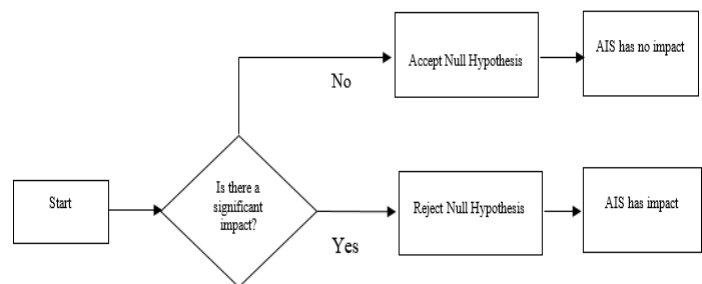 Accept Null Hypothesis
AIS has no impact
No
Start
Is there a
significant
impact?
Reject Null Hypothesis
AIS has impact
Yes